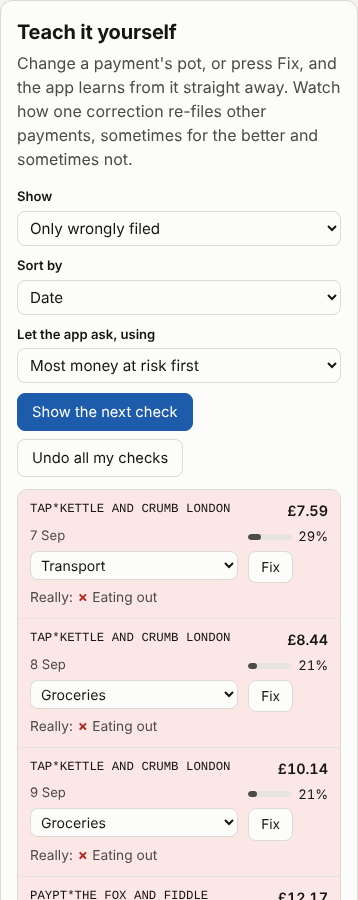 Teach it yourself
Change a payment's pot, or press Fix, and
the app learns from it straight away. Watch
how one correction re-files other
payments, sometimes for the better and
sometimes not.
Show
Only wrongly filed
Sort by
Date
Let the app ask, using
Most money at risk first
Show the next check
Undo all my checks
TAP*KETTLE AND CRUMB LONDON £7.59
7 Sep 29%
Transport Fix
Really: × Eating out
TAP*KETTLE AND CRUMB LONDON £8.44
8 Sep 21%
Groceries Fix
Really: × Eating out
TAP*KETTLE AND CRUMB LONDON £10.14
9 Sep 21%
Groceries Fix
Really: × Eating out
PAYPT*THE FOX AND FIDDLE £12.17